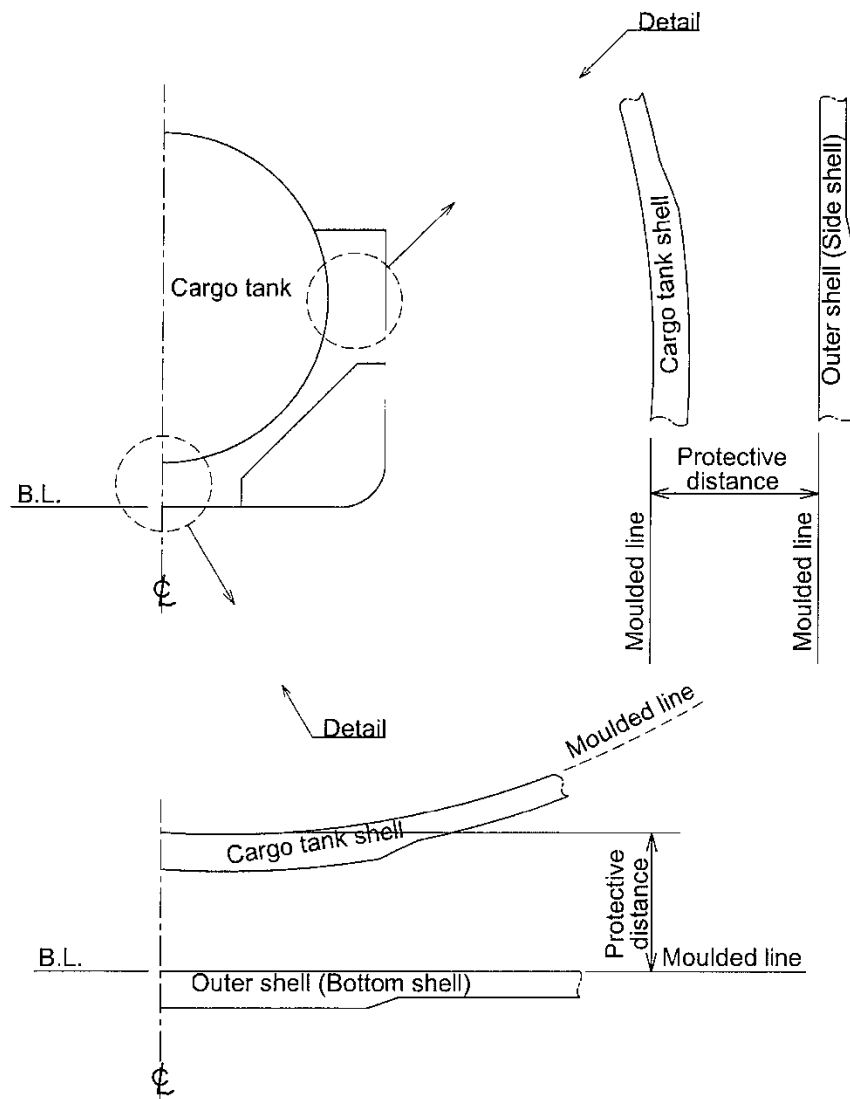 Detail
Cargo tank
B.L.
℄
Cargo tank shell
Outer shell (Side shell)
Protective
distance
Moulded line
Moulded line
Detail
Moulded line
Cargo tank shell
Protective
distance
B.L.
Moulded line
Outer shell (Bottom shell)
℄